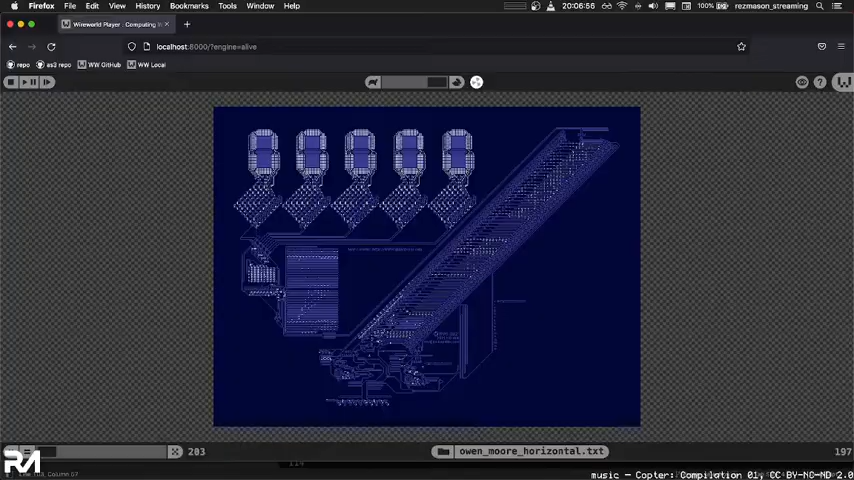 Firefox File Edit View History Bookmarks Tools Window Help 100% 20:06:56 rezmason_streaming
Wireworld Player : Computing W
localhost:8000/?engine=alive
repo as3 repo WW GitHub WW Local
203 owen_moore_horizontal.txt 197
RM
music – Copter: Compilation 01, CC BY-NC-ND 2.0